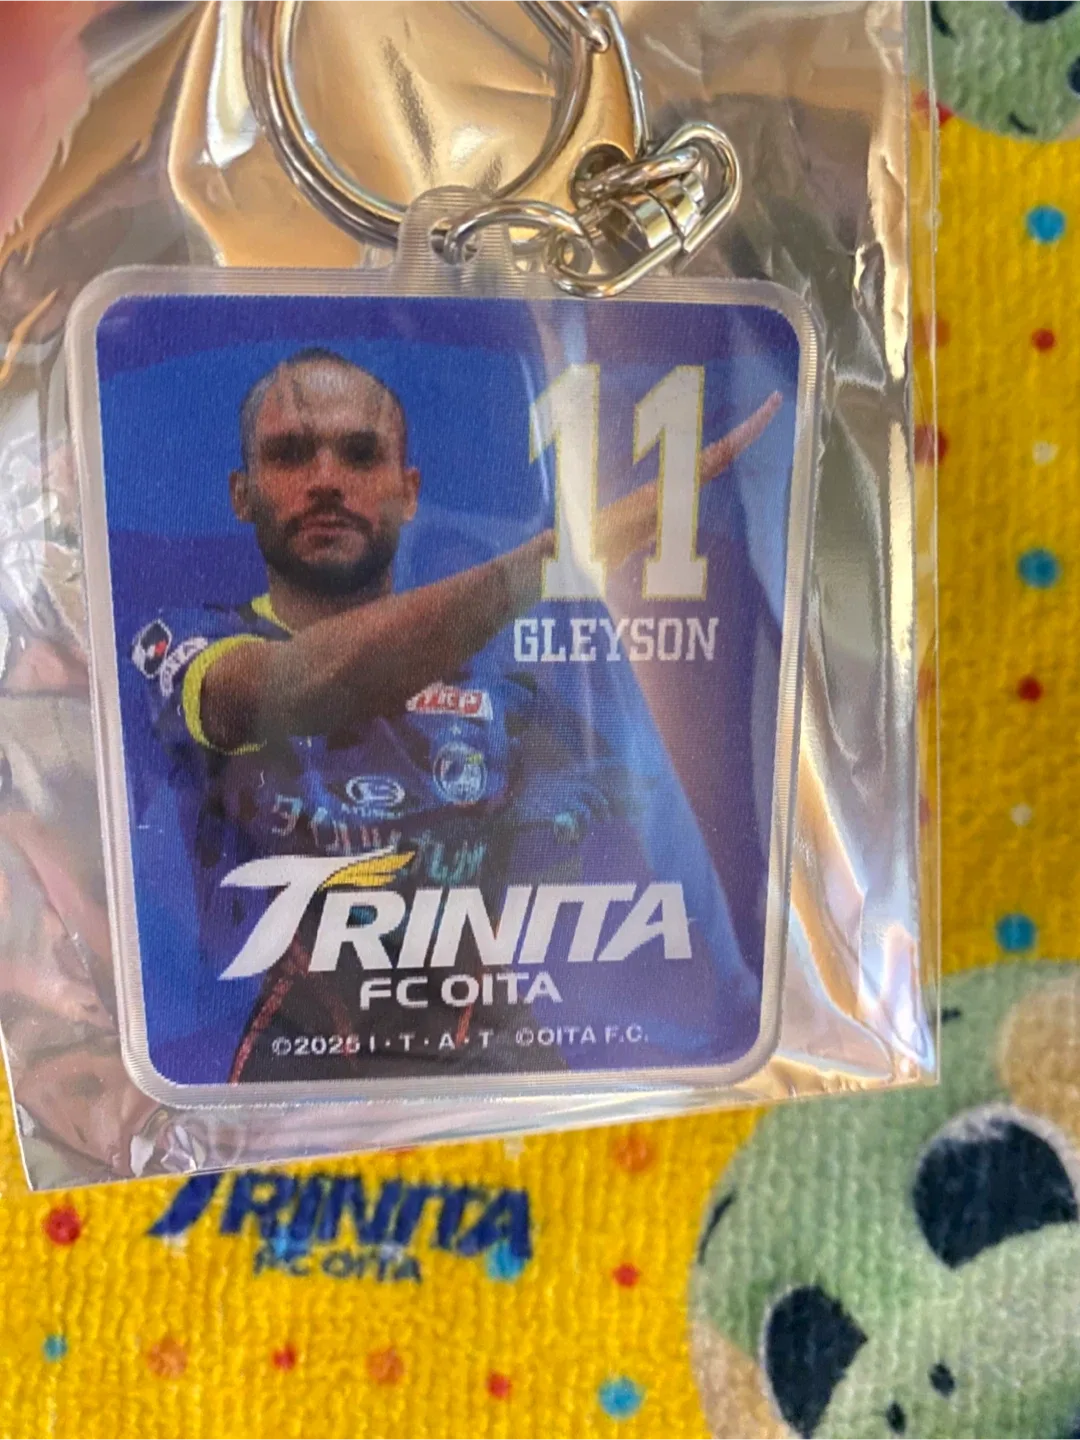 11
GLEYSON
TRINITA
FC OITA
©2025 I・T・A・T ©OITA F.C.
TRINITA
FC OITA